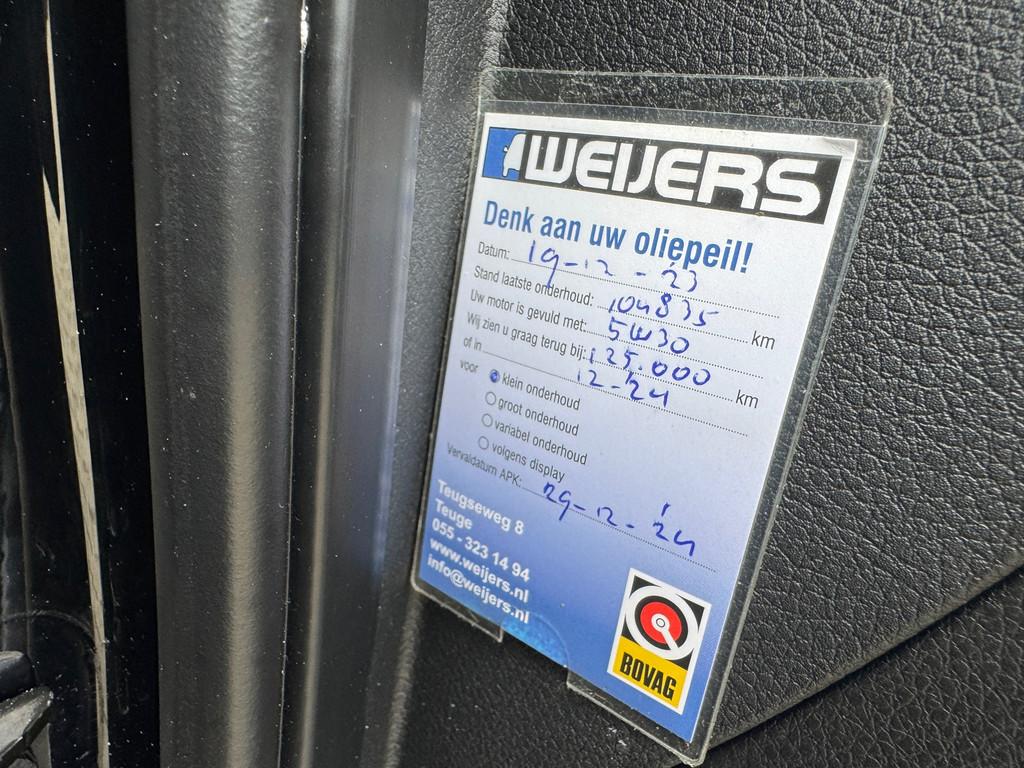 WEIJERS
Denk aan uw oliepeil!
Datum: 19-12-23
Stand laatste onderhoud: 104835 km
Uw motor is gevuld met: 5W30
Wij zien u graag terug bij: 125.000 km
of in 12-'24
voor klein onderhoud
groot onderhoud
variabel onderhoud
volgens display
Vervaldatum APK: 29-12-'24
Teugseweg 8
Teuge
055 - 323 14 94
www.weijers.nl
info@weijers.nl
BOVAG